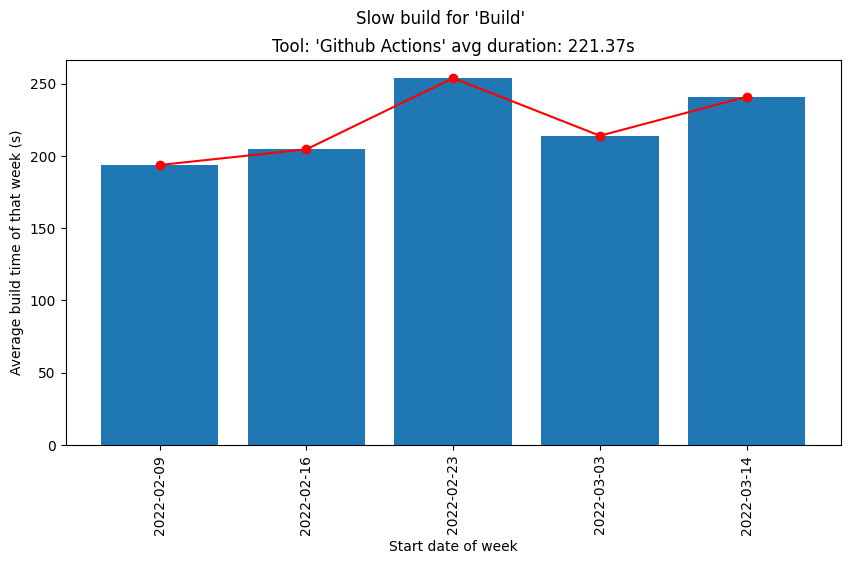 Slow build for 'Build'
Tool: 'Github Actions' avg duration: 221.37s
Average build time of that week (s)
250
200
150
100
50
0
2022-02-09
2022-02-16
2022-02-23
2022-03-03
2022-03-14
Start date of week